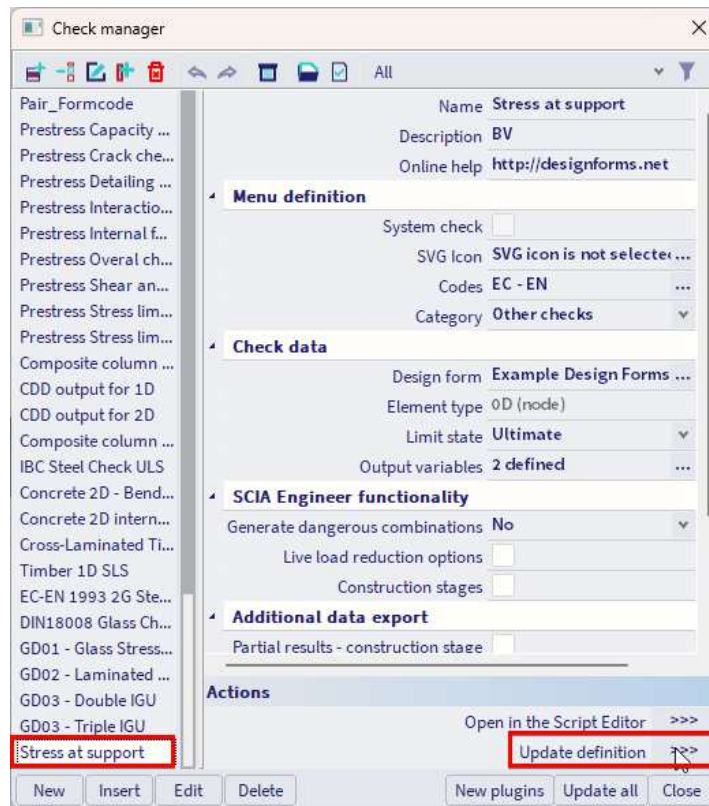 Check manager
All
Pair_Formcode
Prestress Capacity ...
Prestress Crack che...
Prestress Detailing ...
Prestress Interactio...
Prestress Internal f...
Prestress Overal ch...
Prestress Shear an...
Prestress Stress lim...
Prestress Stress lim...
Composite column ...
CDD output for 1D
CDD output for 2D
Composite column ...
IBC Steel Check ULS
Concrete 2D - Bend...
Concrete 2D intern...
Cross-Laminated Ti...
Timber 1D SLS
EC-EN 1993 2G Ste...
DIN18008 Glass Ch...
GD01 - Glass Stress...
GD02 - Laminated ...
GD03 - Double IGU
GD03 - Triple IGU
Stress at support
Name Stress at support
Description BV
Online help http://designforms.net
Menu definition
System check
SVG Icon SVG icon is not selected ...
Codes EC - EN ...
Category Other checks
Check data
Design form Example Design Forms ...
Element type 0D (node)
Limit state Ultimate
Output variables 2 defined ...
SCIA Engineer functionality
Generate dangerous combinations No
Live load reduction options
Construction stages
Additional data export
Partial results - construction stage
Actions
Open in the Script Editor >>>
Update definition >>>
New Insert Edit Delete New plugins Update all Close